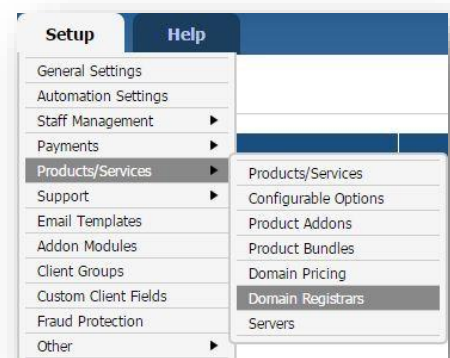 Setup
Help
General Settings
Automation Settings
Staff Management
Payments
Products/Services
Support
Email Templates
Addon Modules
Client Groups
Custom Client Fields
Fraud Protection
Other
Products/Services
Configurable Options
Product Addons
Product Bundles
Domain Pricing
Domain Registrars
Servers